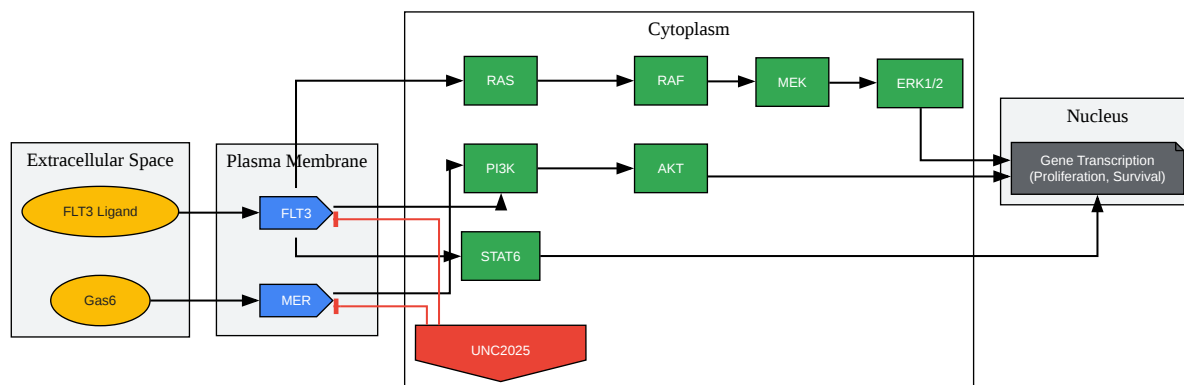 Cytoplasm
RAS
RAF
MEK
ERK1/2
Nucleus
Extracellular Space
Plasma Membrane
PI3K
AKT
Gene Transcription
(Proliferation, Survival)
FLT3 Ligand
FLT3
STAT6
Gas6
MER
UNC2025